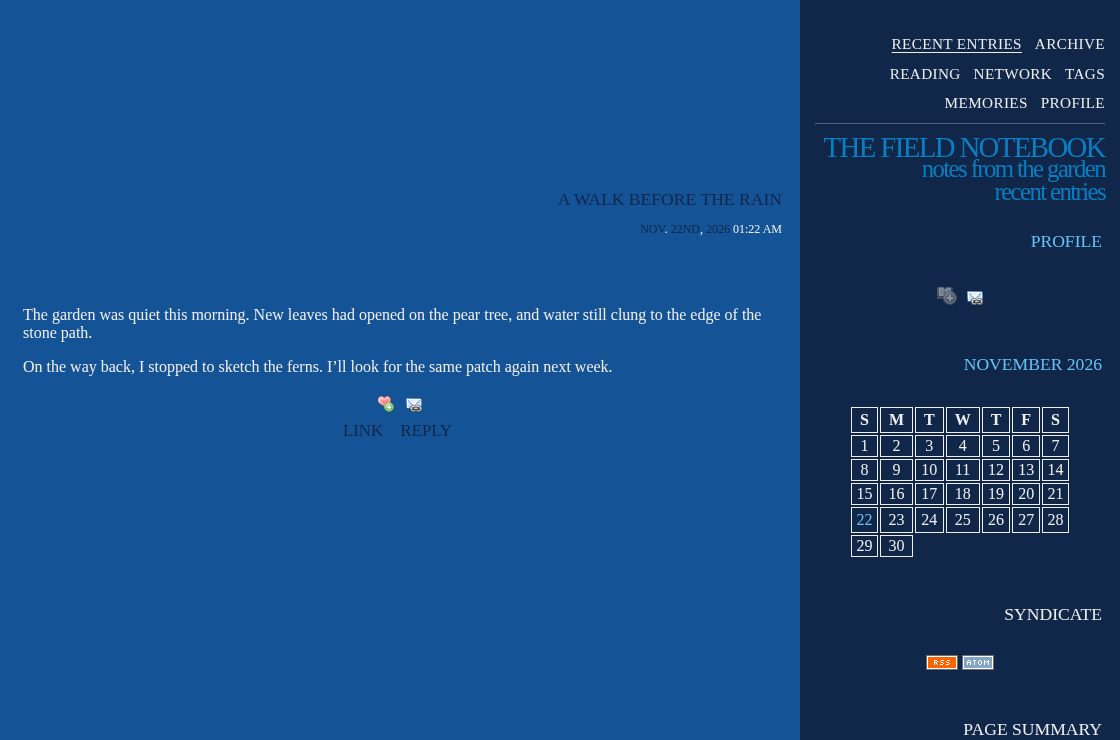 RECENT ENTRIES ARCHIVE
READING NETWORK TAGS
MEMORIES PROFILE
THE FIELD NOTEBOOK
notes from the garden
recent entries
A WALK BEFORE THE RAIN
NOV. 22ND, 2026 01:22 AM
The garden was quiet this morning. New leaves had opened on the pear tree, and water still clung to the edge of the
stone path.
On the way back, I stopped to sketch the ferns. I’ll look for the same patch again next week.
LINK REPLY
PROFILE
NOVEMBER 2026
S M T W T F S
1 2 3 4 5 6 7
8 9 10 11 12 13 14
15 16 17 18 19 20 21
22 23 24 25 26 27 28
29 30
SYNDICATE
RSS ATOM
PAGE SUMMARY